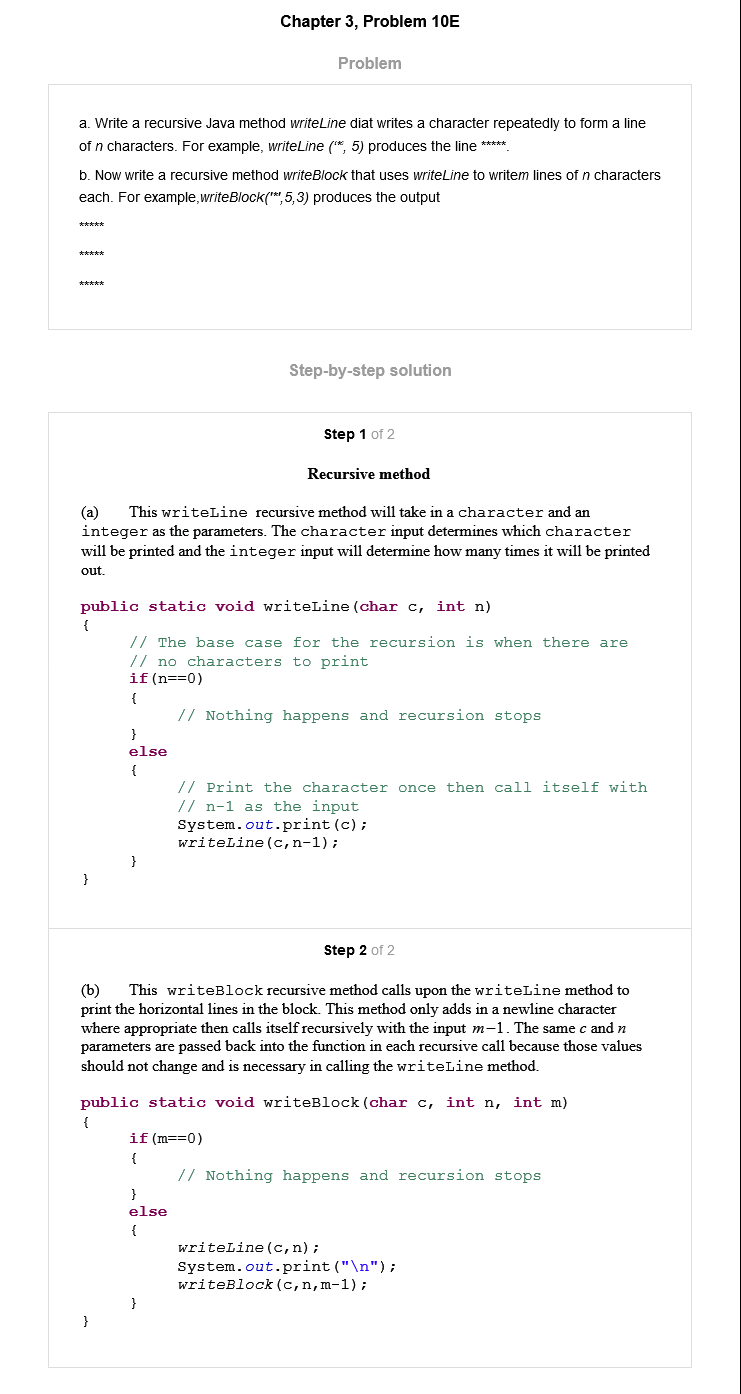 Chapter 3, Problem 10E
Problem
a. Write a recursive Java method writeLine diat writes a character repeatedly to form a line
of n characters. For example, writeLine ('*', 5) produces the line *****.
b. Now write a recursive method writeBlock that uses writeLine to writem lines of n characters
each. For example,writeBlock('*',5,3) produces the output
*****
*****
*****
Step-by-step solution
Step 1 of 2
Recursive method
(a) This writeLine recursive method will take in a character and an
integer as the parameters. The character input determines which character
will be printed and the integer input will determine how many times it will be printed
out.
public static void writeLine(char c, int n)
{
// The base case for the recursion is when there are
// no characters to print
if(n==0)
{
// Nothing happens and recursion stops
}
else
{
// Print the character once then call itself with
// n-1 as the input
System.out.print(c);
writeLine(c,n-1);
}
}
Step 2 of 2
(b) This writeBlock recursive method calls upon the writeLine method to
print the horizontal lines in the block. This method only adds in a newline character
where appropriate then calls itself recursively with the input m−1. The same c and n
parameters are passed back into the function in each recursive call because those values
should not change and is necessary in calling the writeLine method.
public static void writeBlock(char c, int n, int m)
{
if(m==0)
{
// Nothing happens and recursion stops
}
else
{
writeLine(c,n);
System.out.print("\n");
writeBlock(c,n,m-1);
}
}